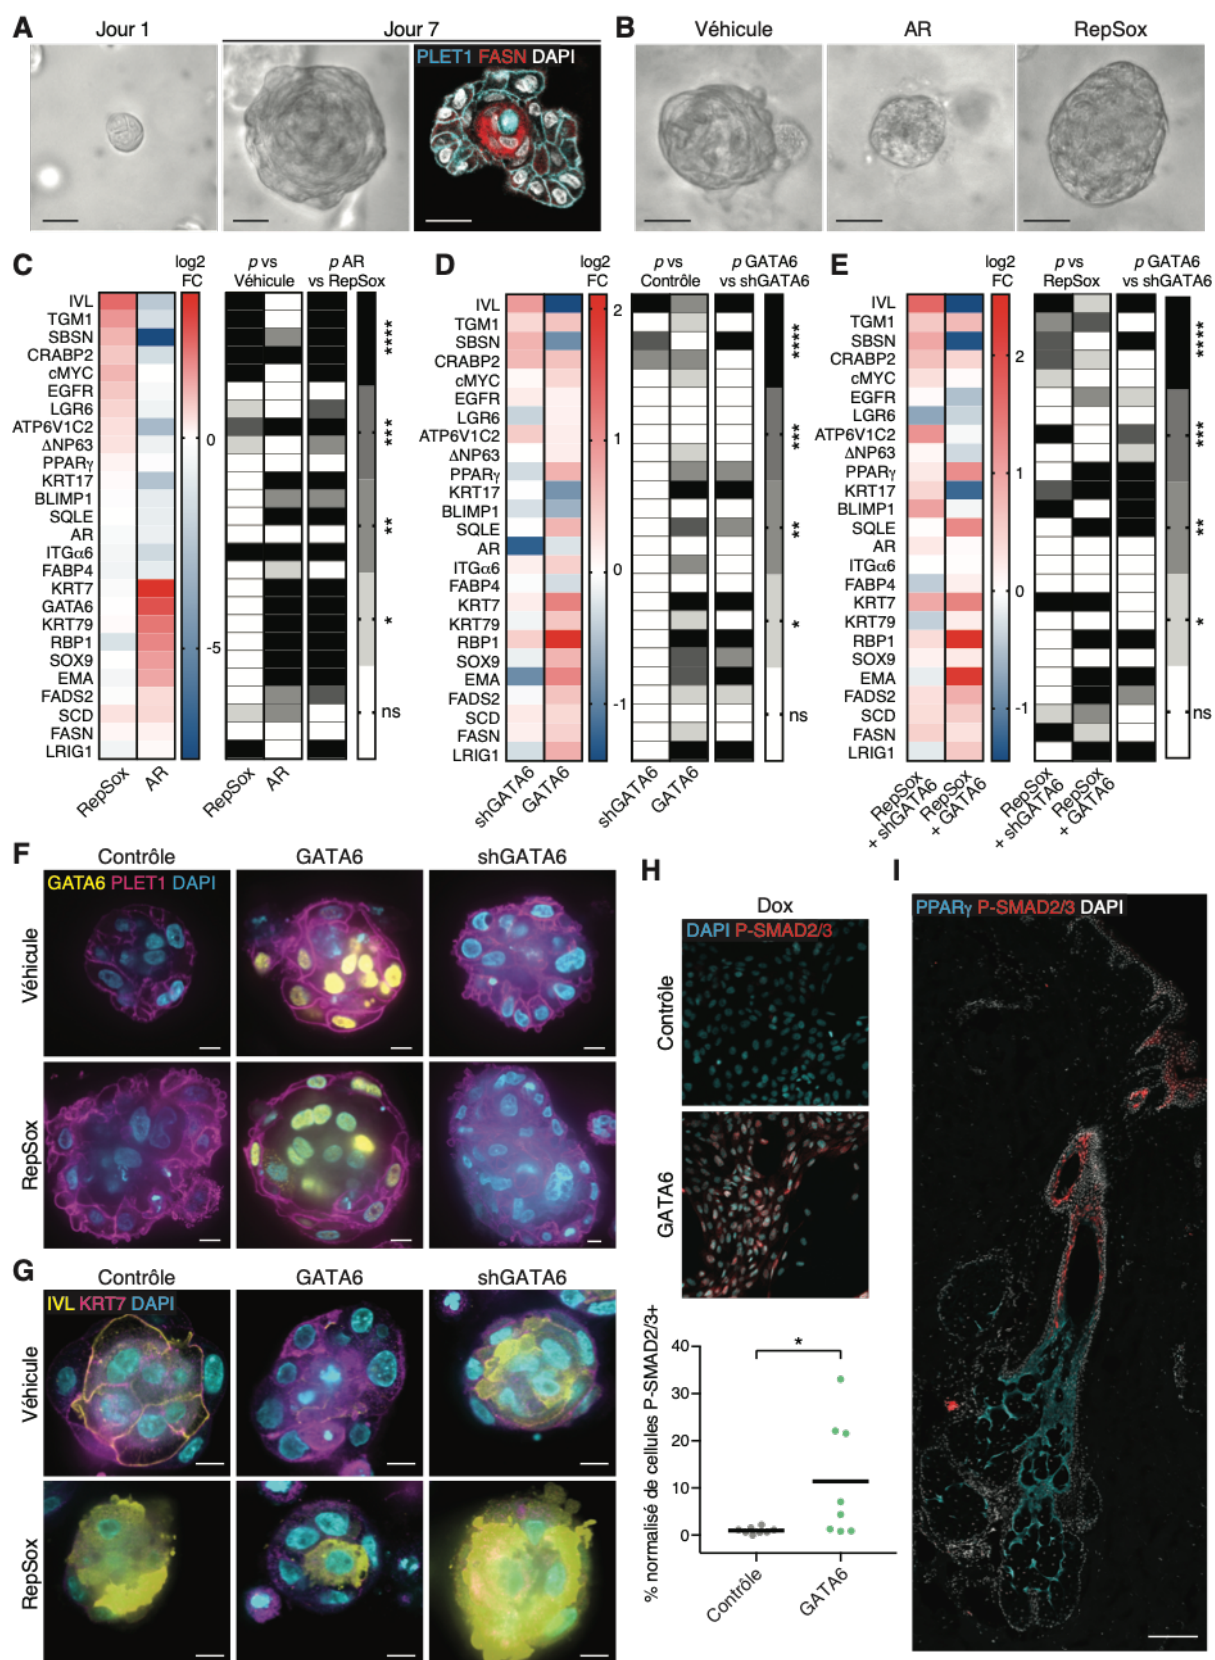 A
Jour 1
Jour 7
PLET1 FASN DAPI
B
Véhicule
AR
RepSox
C
log2
FC
p vs
Véhicule
p AR
vs RepSox
IVL
TGM1
SBSN
CRABP2
cMYC
EGFR
LGR6
ATP6V1C2
ΔNP63
PPARγ
KRT17
BLIMP1
SQLE
AR
ITGα6
FABP4
KRT7
GATA6
KRT79
RBP1
SOX9
EMA
FADS2
SCD
FASN
LRIG1
0
-5
****
***
**
*
ns
RepSox
AR
RepSox
AR
D
log2
FC
p vs
Contrôle
p GATA6
vs shGATA6
IVL
TGM1
SBSN
CRABP2
cMYC
EGFR
LGR6
ATP6V1C2
ΔNP63
PPARγ
KRT17
BLIMP1
SQLE
AR
ITGα6
FABP4
KRT7
KRT79
RBP1
SOX9
EMA
FADS2
SCD
FASN
LRIG1
2
1
0
-1
****
***
**
*
ns
shGATA6
GATA6
shGATA6
GATA6
E
log2
FC
p vs
RepSox
p GATA6
vs shGATA6
IVL
TGM1
SBSN
CRABP2
cMYC
EGFR
LGR6
ATP6V1C2
ΔNP63
PPARγ
KRT17
BLIMP1
SQLE
AR
ITGα6
FABP4
KRT7
KRT79
RBP1
SOX9
EMA
FADS2
SCD
FASN
LRIG1
2
1
0
-1
****
***
**
*
ns
RepSox
+ shGATA6
RepSox
+ GATA6
RepSox
+ shGATA6
RepSox
+ GATA6
F
Contrôle
GATA6
shGATA6
GATA6 PLET1 DAPI
Véhicule
RepSox
G
Contrôle
GATA6
shGATA6
IVL KRT7 DAPI
Véhicule
RepSox
H
Dox
DAPI P-SMAD2/3
Contrôle
GATA6
% normalisé de cellules P-SMAD2/3+
40
30
20
10
0
*
Contrôle
GATA6
I
PPARγ P-SMAD2/3 DAPI